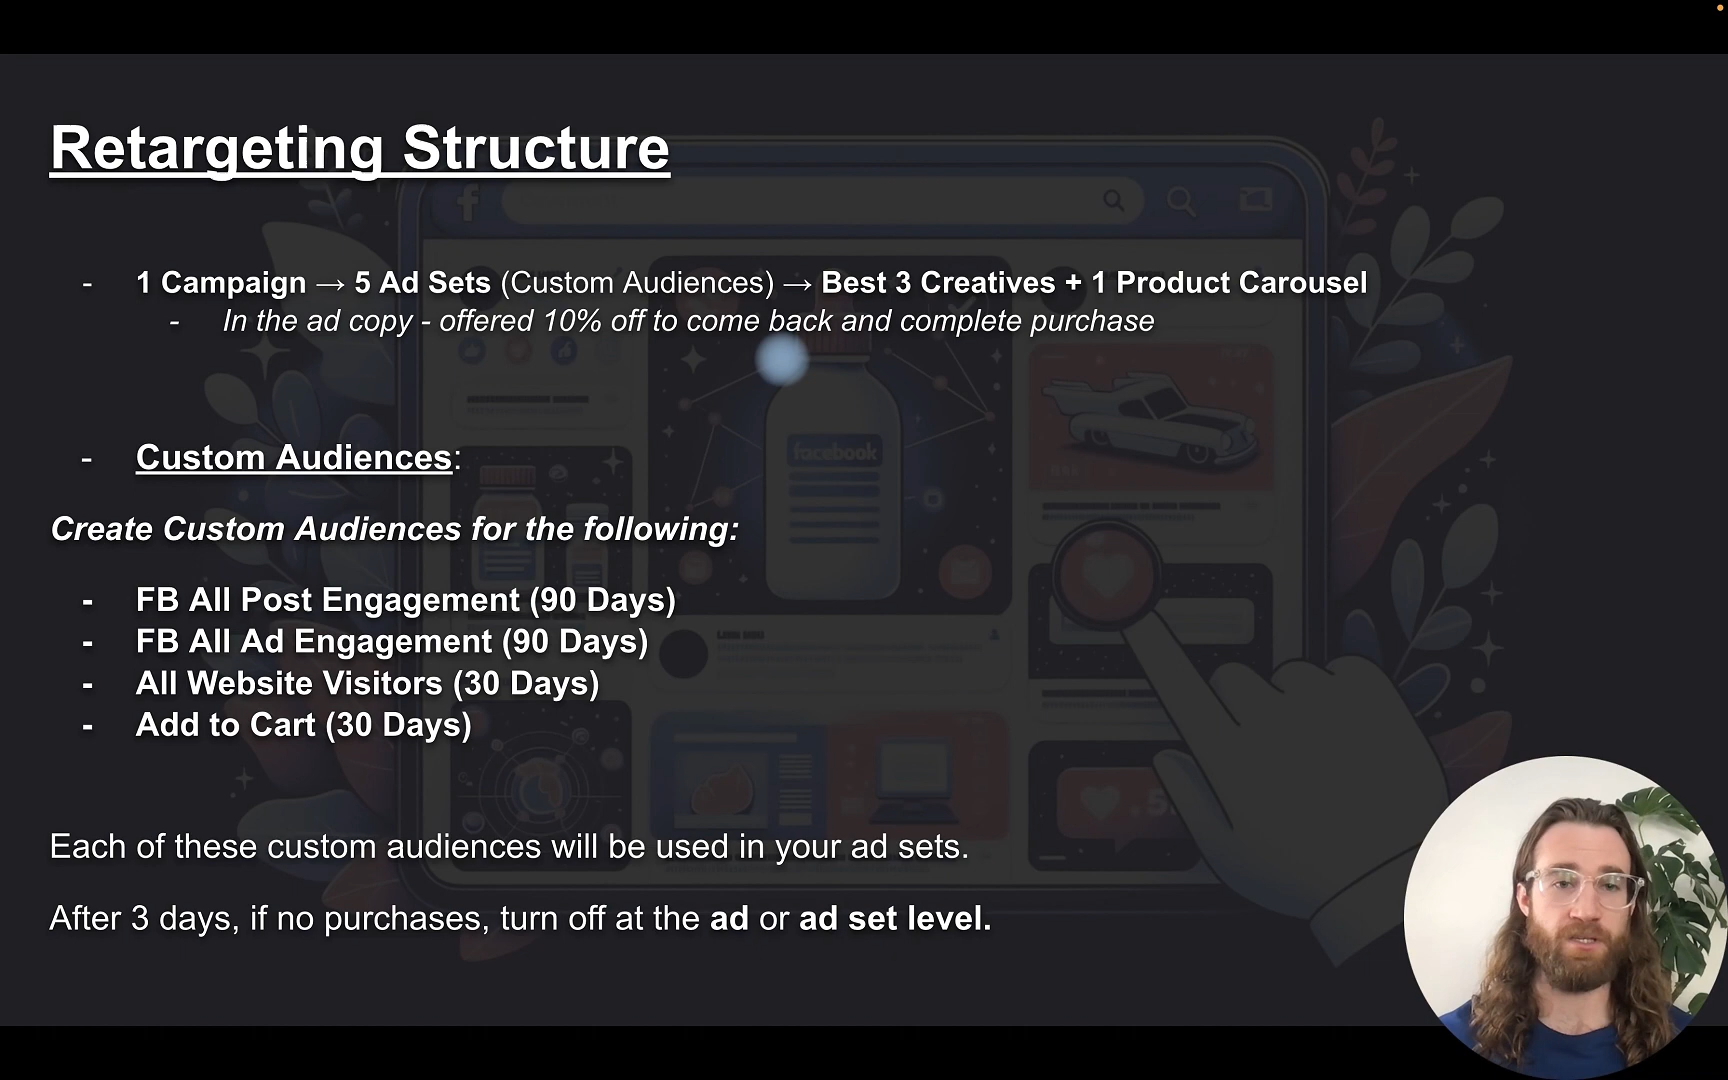 Retargeting Structure
- 1 Campaign → 5 Ad Sets (Custom Audiences) → Best 3 Creatives + 1 Product Carousel
- In the ad copy - offered 10% off to come back and complete purchase
- Custom Audiences:
facebook
Create Custom Audiences for the following:
- FB All Post Engagement (90 Days)
- FB All Ad Engagement (90 Days)
- All Website Visitors (30 Days)
- Add to Cart (30 Days)
Each of these custom audiences will be used in your ad sets.
After 3 days, if no purchases, turn off at the ad or ad set level.